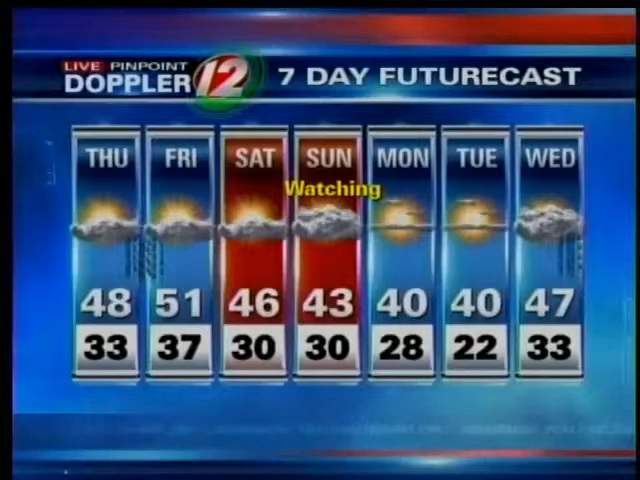 LIVE PINPOINT
DOPPLER 12 7 DAY FUTURECAST
THU FRI SAT SUN MON TUE WED
Watching
48 51 46 43 40 40 47
33 37 30 30 28 22 33